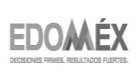 EDOMÉX
DECISIONES FIRMES, RESULTADOS FUERTES.